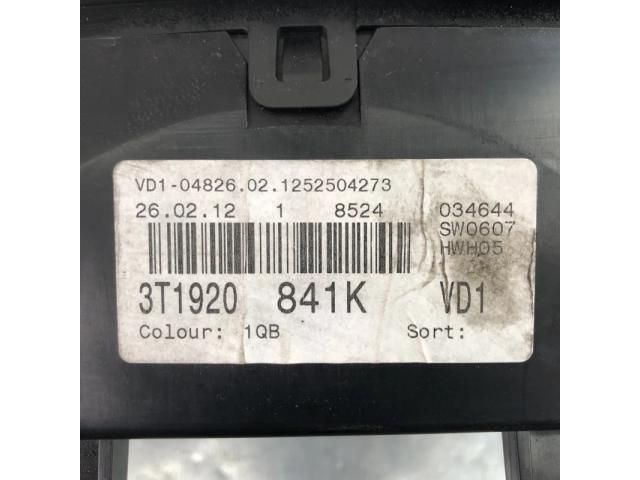 VD1-04826.02.1252504273
26.02.12 1 8524 034644
SW0607
HWH05
3T1920 841K VD1
Colour: 1QB Sort: